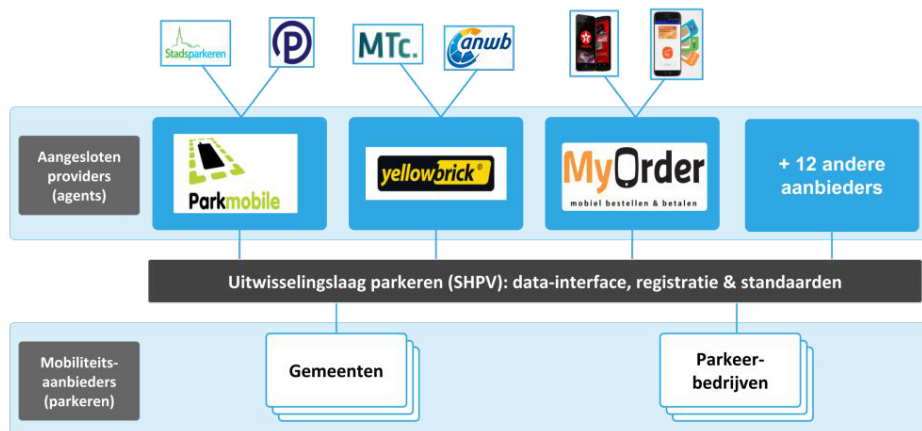 Stadsparkeren
P
MTc.
anwb
Aangesloten
providers
(agents)
Parkmobile
yellowbrick®
MyOrder
mobiel bestellen & betalen
+ 12 andere
aanbieders
Uitwisselingslaag parkeren (SHPV): data-interface, registratie & standaarden
Mobiliteits-
aanbieders
(parkeren)
Gemeenten
Parkeer-
bedrijven